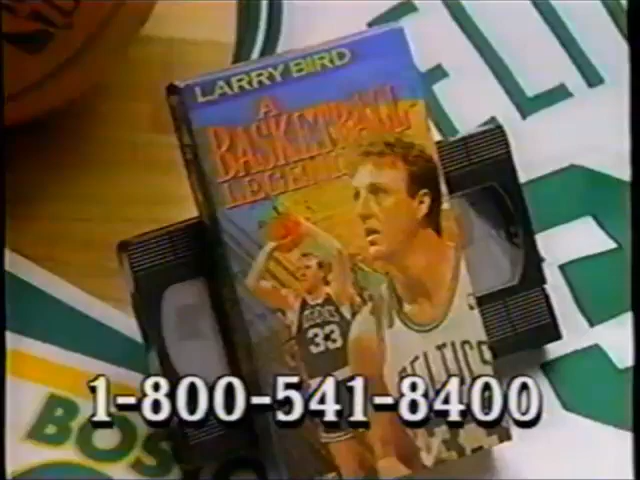 LARRY BIRD
A
BASKETBALL
LEGEND
33
CELTICS
1-800-541-8400
BOS